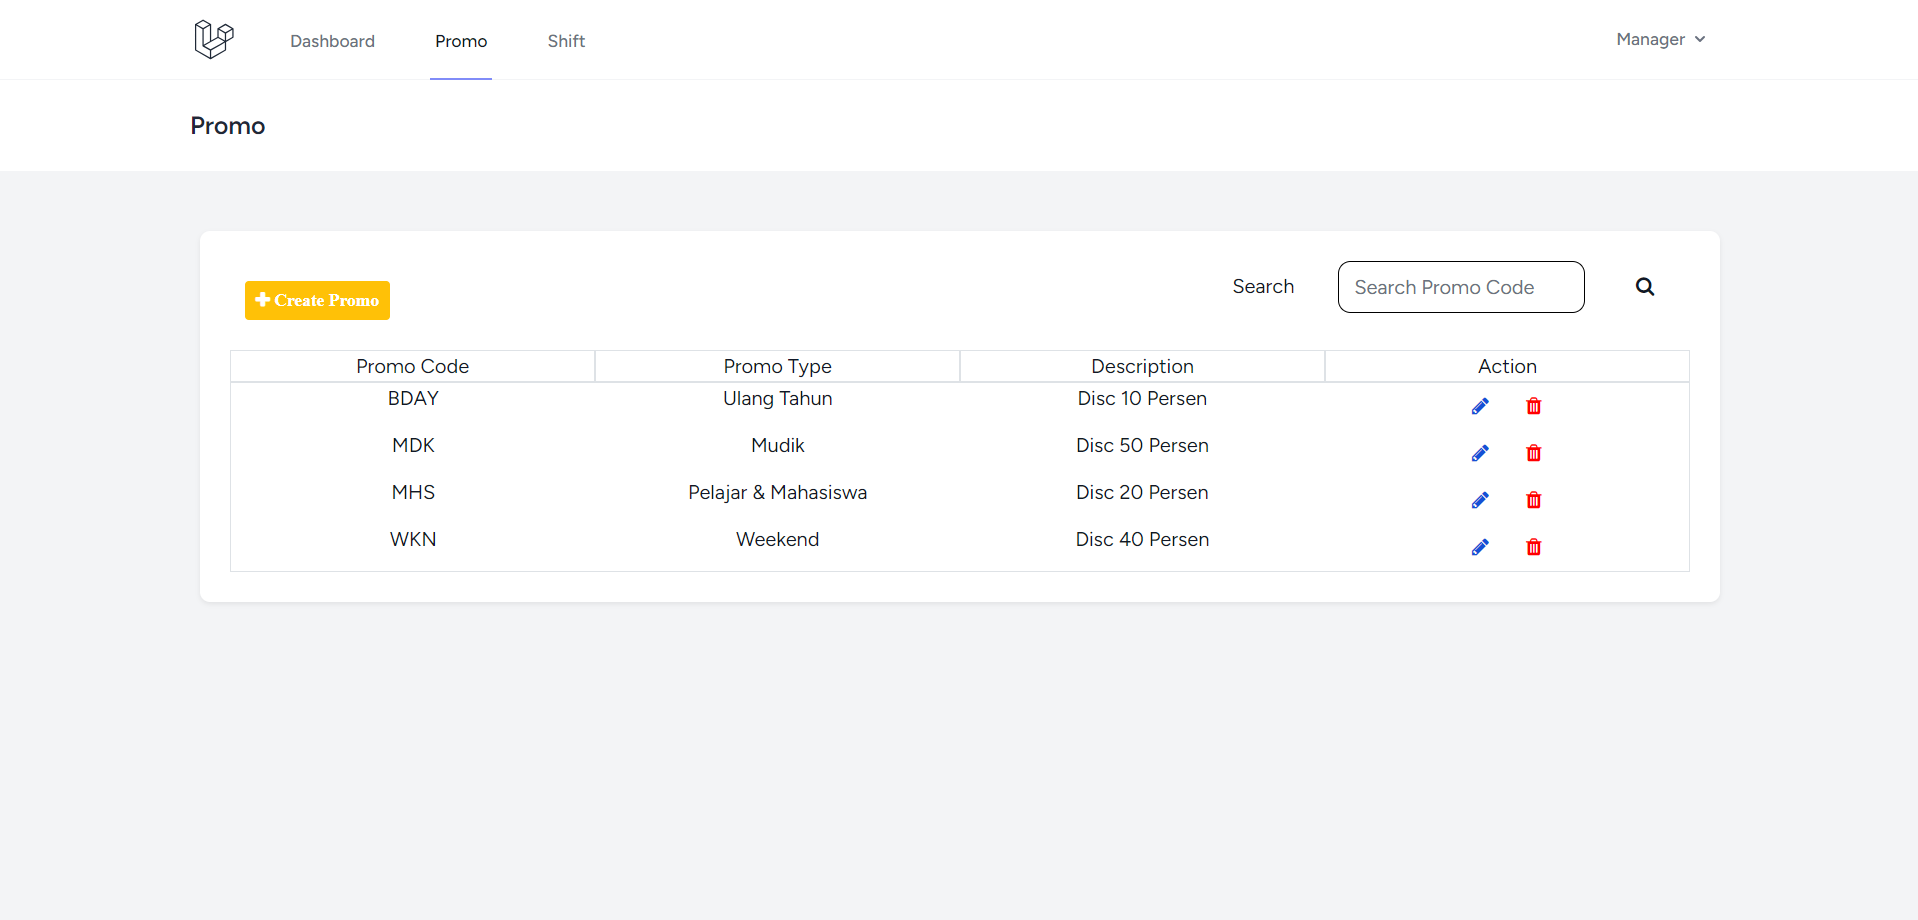 Dashboard Promo Shift Manager
Promo
Create Promo Search Search Promo Code
Promo Code Promo Type Description Action
BDAY Ulang Tahun Disc 10 Persen
MDK Mudik Disc 50 Persen
MHS Pelajar & Mahasiswa Disc 20 Persen
WKN Weekend Disc 40 Persen